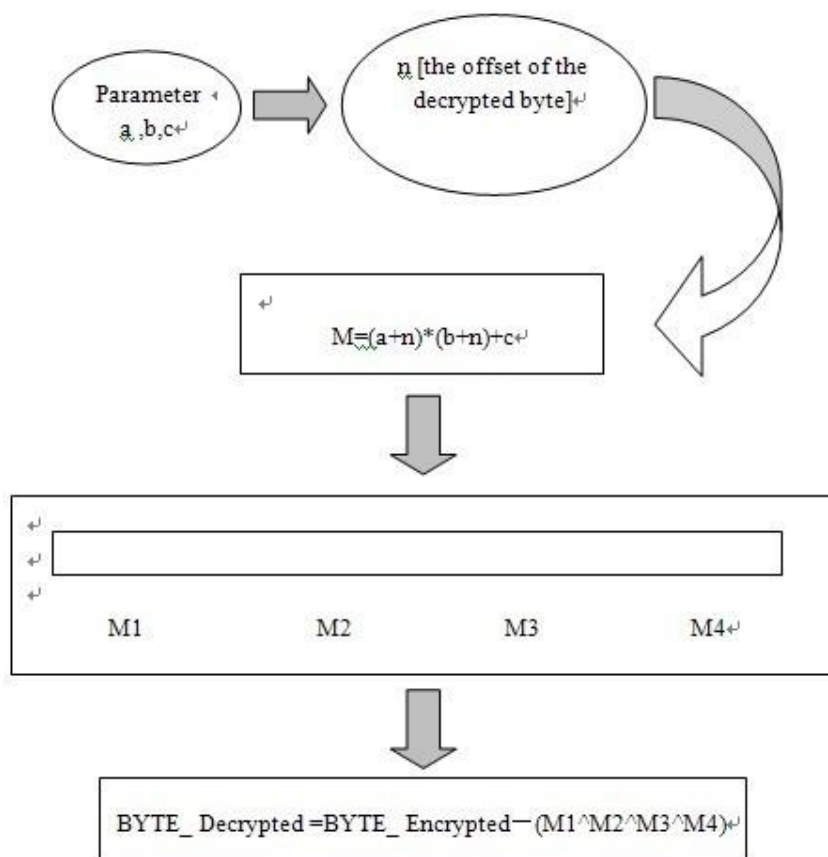 Parameter
a ,b,c
n [the offset of the
decrypted byte]
M=(a+n)*(b+n)+c
M1 M2 M3 M4
BYTE_ Decrypted =BYTE_ Encrypted—(M1^M2^M3^M4)